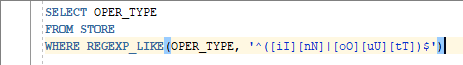 SELECT OPER_TYPE
FROM STORE
WHERE REGEXP_LIKE(OPER_TYPE, '^([iI][nN]|[oO][uU][tT])$')